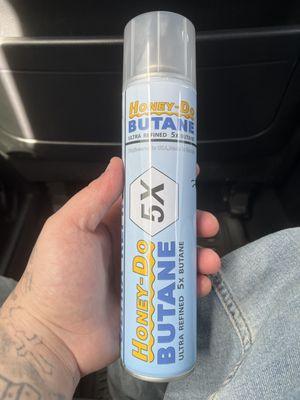 HONEY-DO
BUTANE
ULTRA REFINED 5X BUTANE
5X
HONEY-DO
BUTANE
ULTRA REFINED 5X BUTANE